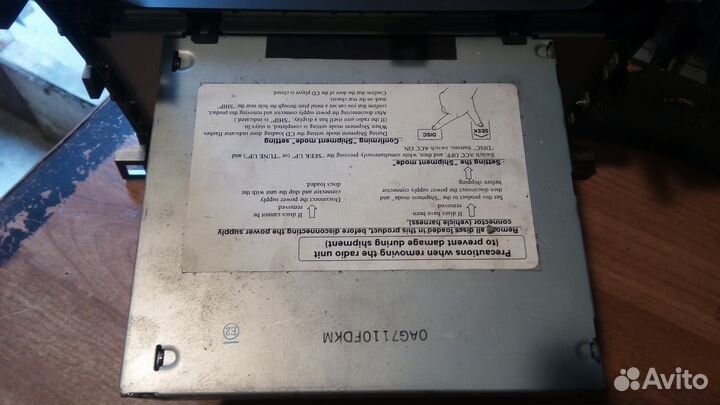 Precautions when removing the radio unit
(to prevent damage during shipment)
Remove all discs loaded in this product, before disconnecting the power supply
connector (vehicle harness).
If discs have been
removed
If discs cannot be
removed
Set this product to the "Shipment mode", and
then disconnect the power supply connector
before shipping
Disconnect the power supply
connector and ship the unit with the
discs loaded
Setting the "Shipment mode"
Switch ACC OFF, and then, while simultaneously pressing the "SEEK UP" (or "TUNE UP") and
"DISC" buttons, switch ACC ON.
SEEK
DISC
Confirming "Shipment mode" setting
During Shipment mode setting the CD loading door indicator flashes
When Shipment mode setting is completed, it stays lit.
(If the radio unit itself has a display, "SHIP" is indicated.)
After disconnecting the power supply connector and removing this product,
confirm that you can see a metal plate through the hole near the "SHIP"
mark on the rear chassis.
Confirm that the door of the CD player is closed
E2
0AG7110FDKM
Avito